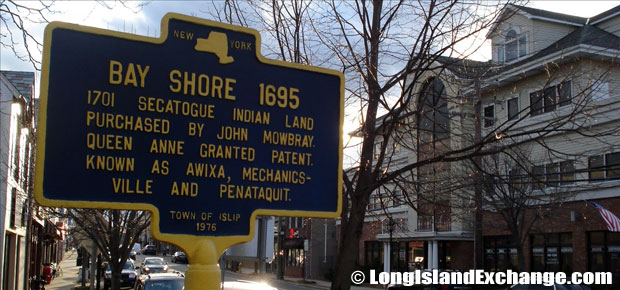 NEW YORK
BAY SHORE 1695
1701 SECATOGUE INDIAN LAND
PURCHASED BY JOHN MOWBRAY.
QUEEN ANNE GRANTED PATENT.
KNOWN AS AWIXA, MECHANICS-
VILLE AND PENATAQUIT.
TOWN OF ISLIP
1976
© LongIslandExchange.com